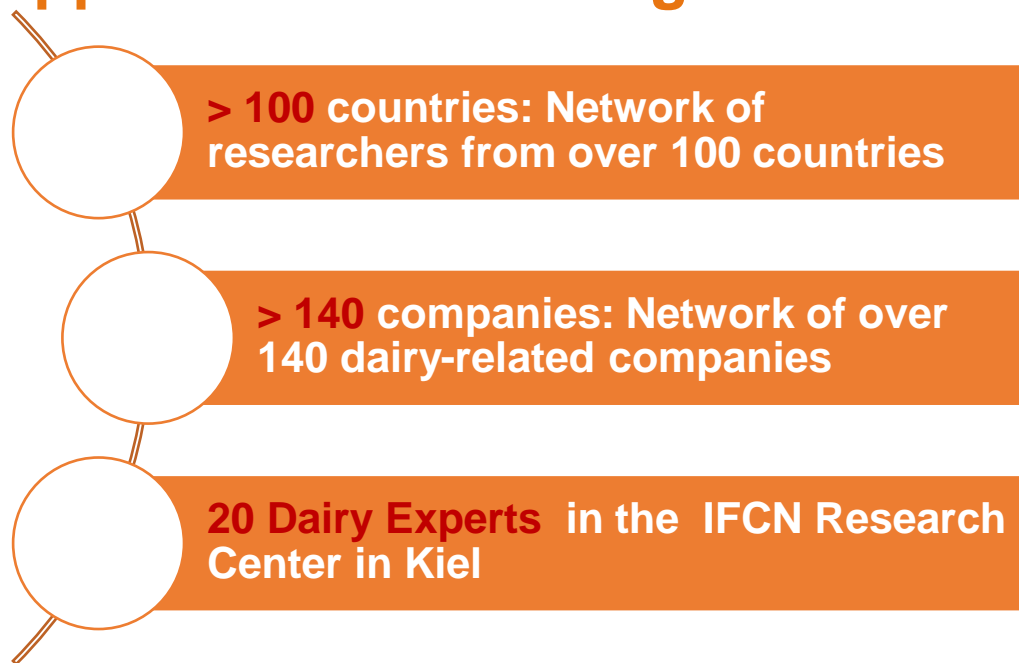 > 100 countries: Network of
researchers from over 100 countries
> 140 companies: Network of over
140 dairy-related companies
20 Dairy Experts in the IFCN Research
Center in Kiel